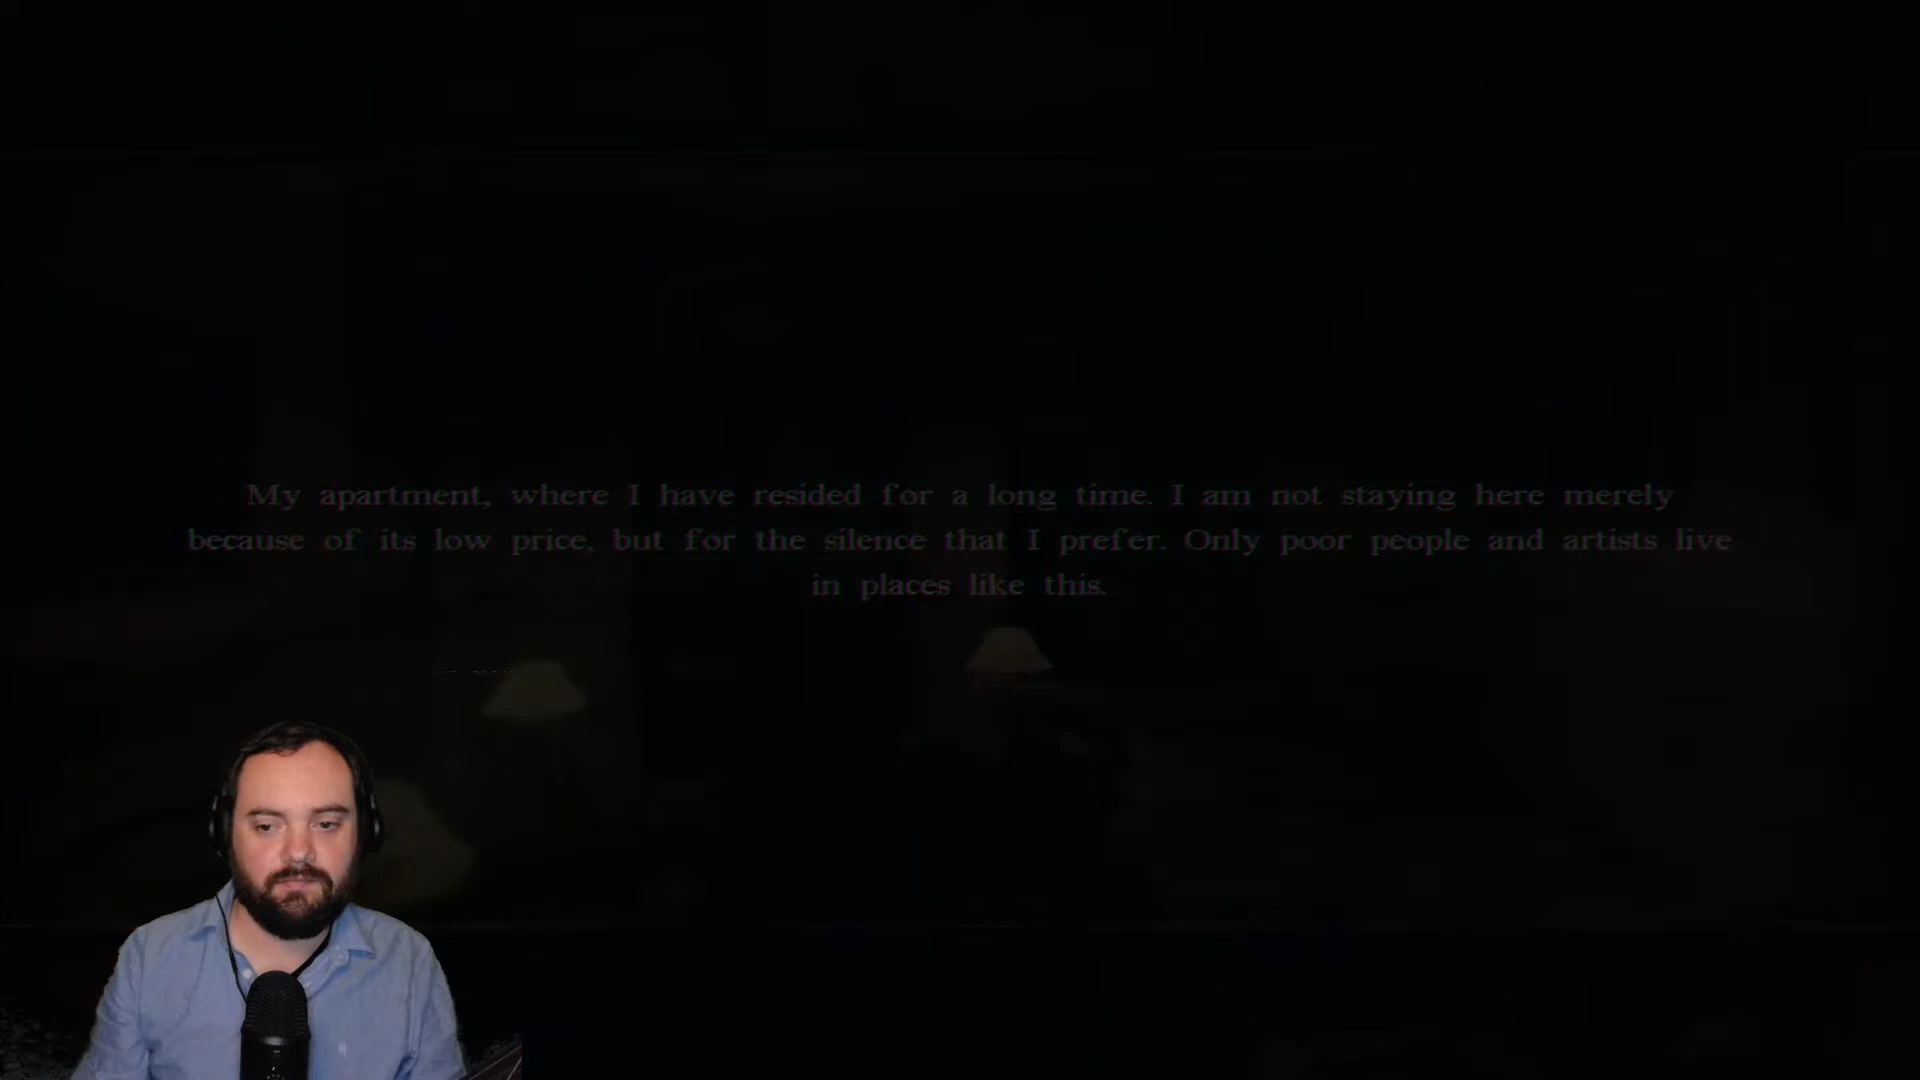 My apartment, where I have resided for a long time. I am not staying here merely
because of its low price, but for the silence that I prefer. Only poor people and artists live
in places like this.